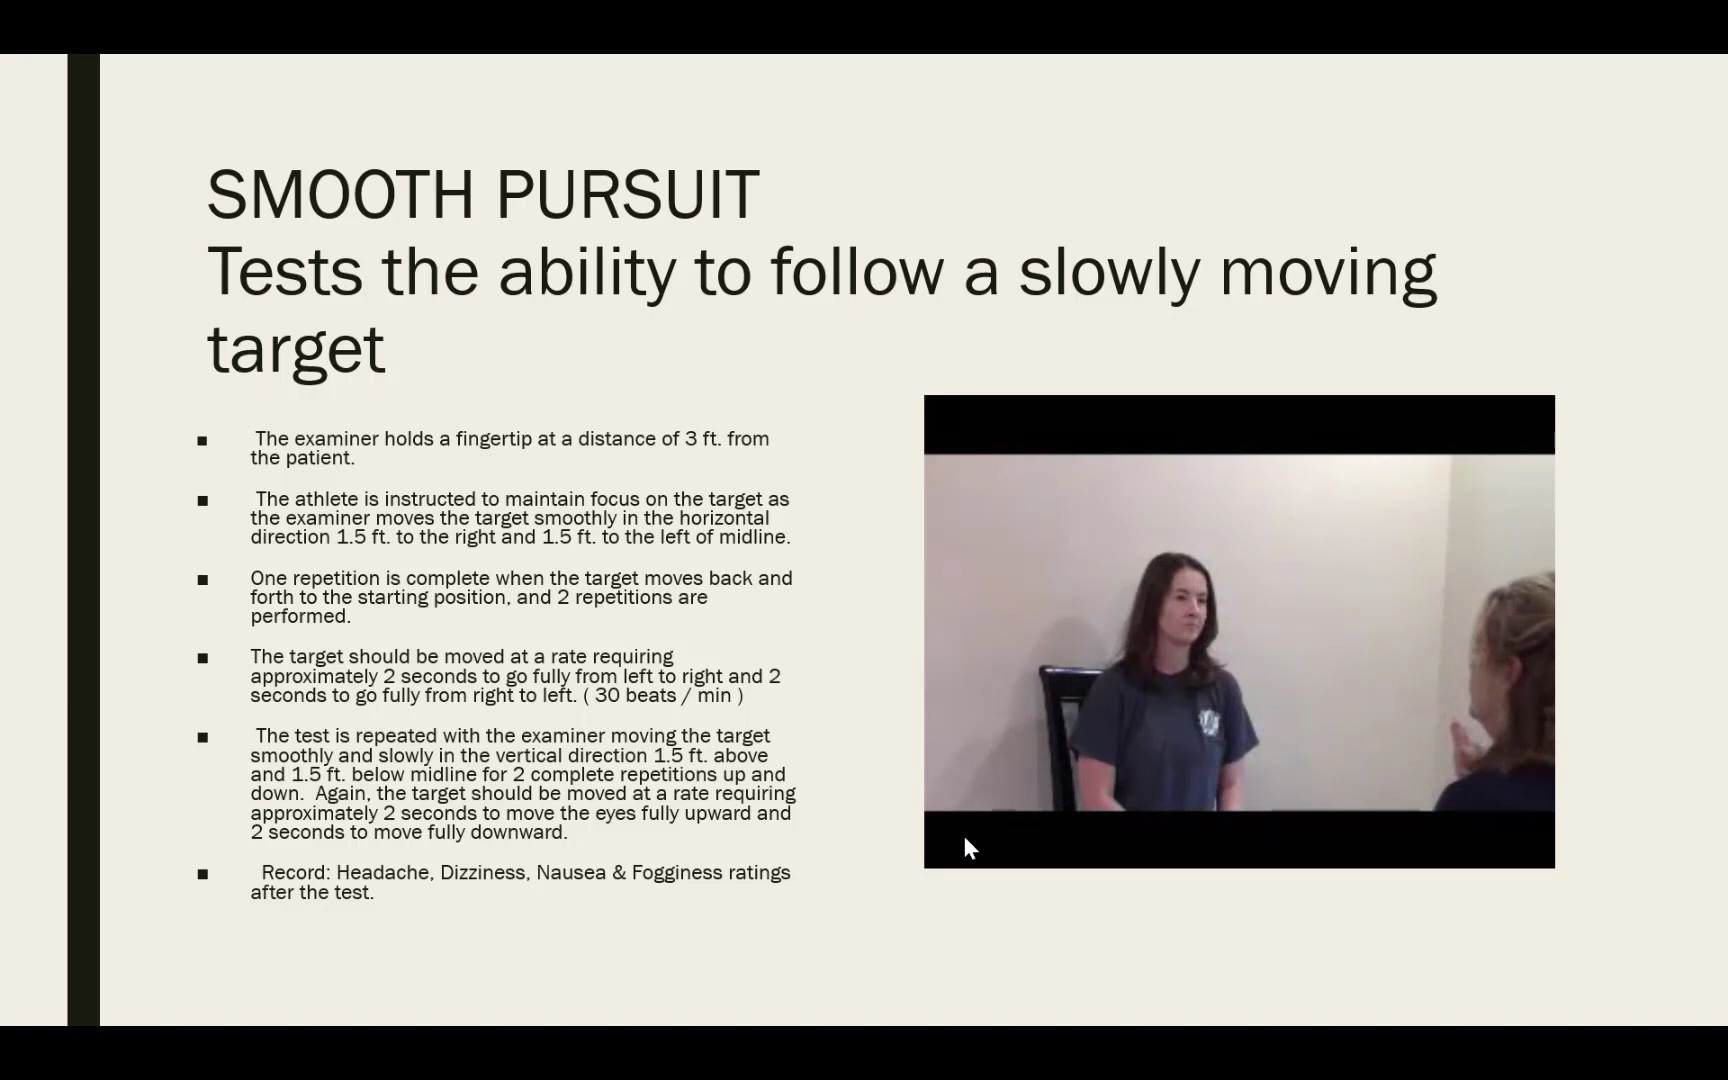 SMOOTH PURSUIT
Tests the ability to follow a slowly moving
target
■ The examiner holds a fingertip at a distance of 3 ft. from
the patient.
■ The athlete is instructed to maintain focus on the target as
the examiner moves the target smoothly in the horizontal
direction 1.5 ft. to the right and 1.5 ft. to the left of midline.
■ One repetition is complete when the target moves back and
forth to the starting position, and 2 repetitions are
performed.
■ The target should be moved at a rate requiring
approximately 2 seconds to go fully from left to right and 2
seconds to go fully from right to left. ( 30 beats / min )
■ The test is repeated with the examiner moving the target
smoothly and slowly in the vertical direction 1.5 ft. above
and 1.5 ft. below midline for 2 complete repetitions up and
down.  Again, the target should be moved at a rate requiring
approximately 2 seconds to move the eyes fully upward and
2 seconds to move fully downward.
■ Record: Headache, Dizziness, Nausea & Fogginess ratings
after the test.